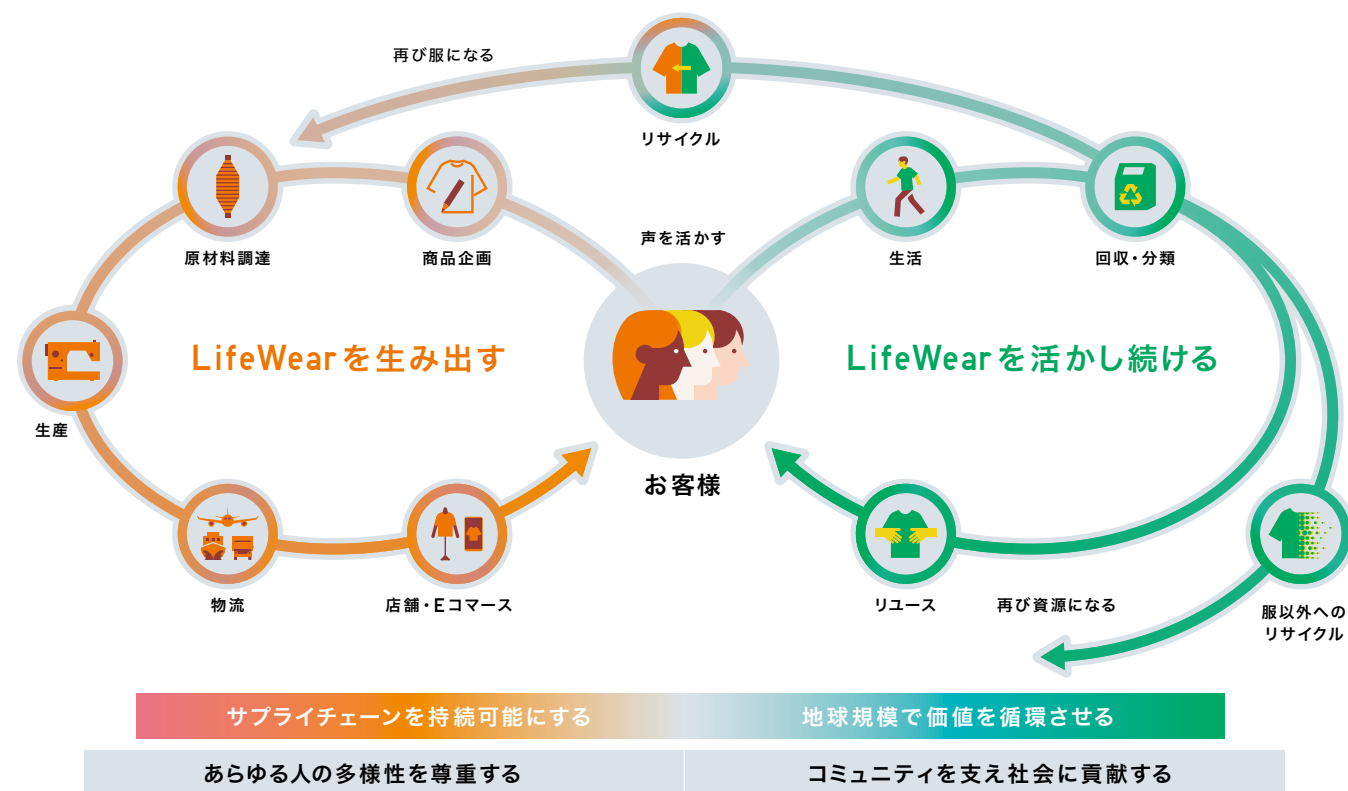 再び服になる
リサイクル
原材料調達
商品企画
声を活かす
生活
回収・分類
LifeWearを生み出す
LifeWearを活かし続ける
生産
お客様
物流
店舗・Eコマース
リユース
再び資源になる
服以外への
リサイクル
サプライチェーンを持続可能にする
地球規模で価値を循環させる
あらゆる人の多様性を尊重する
コミュニティを支え社会に貢献する